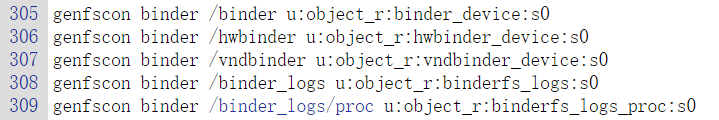 305 genfscon binder /binder u:object_r:binder_device:s0
306 genfscon binder /hwbinder u:object_r:hwbinder_device:s0
307 genfscon binder /vndbinder u:object_r:vndbinder_device:s0
308 genfscon binder /binder_logs u:object_r:binderfs_logs:s0
309 genfscon binder /binder_logs/proc u:object_r:binderfs_logs_proc:s0